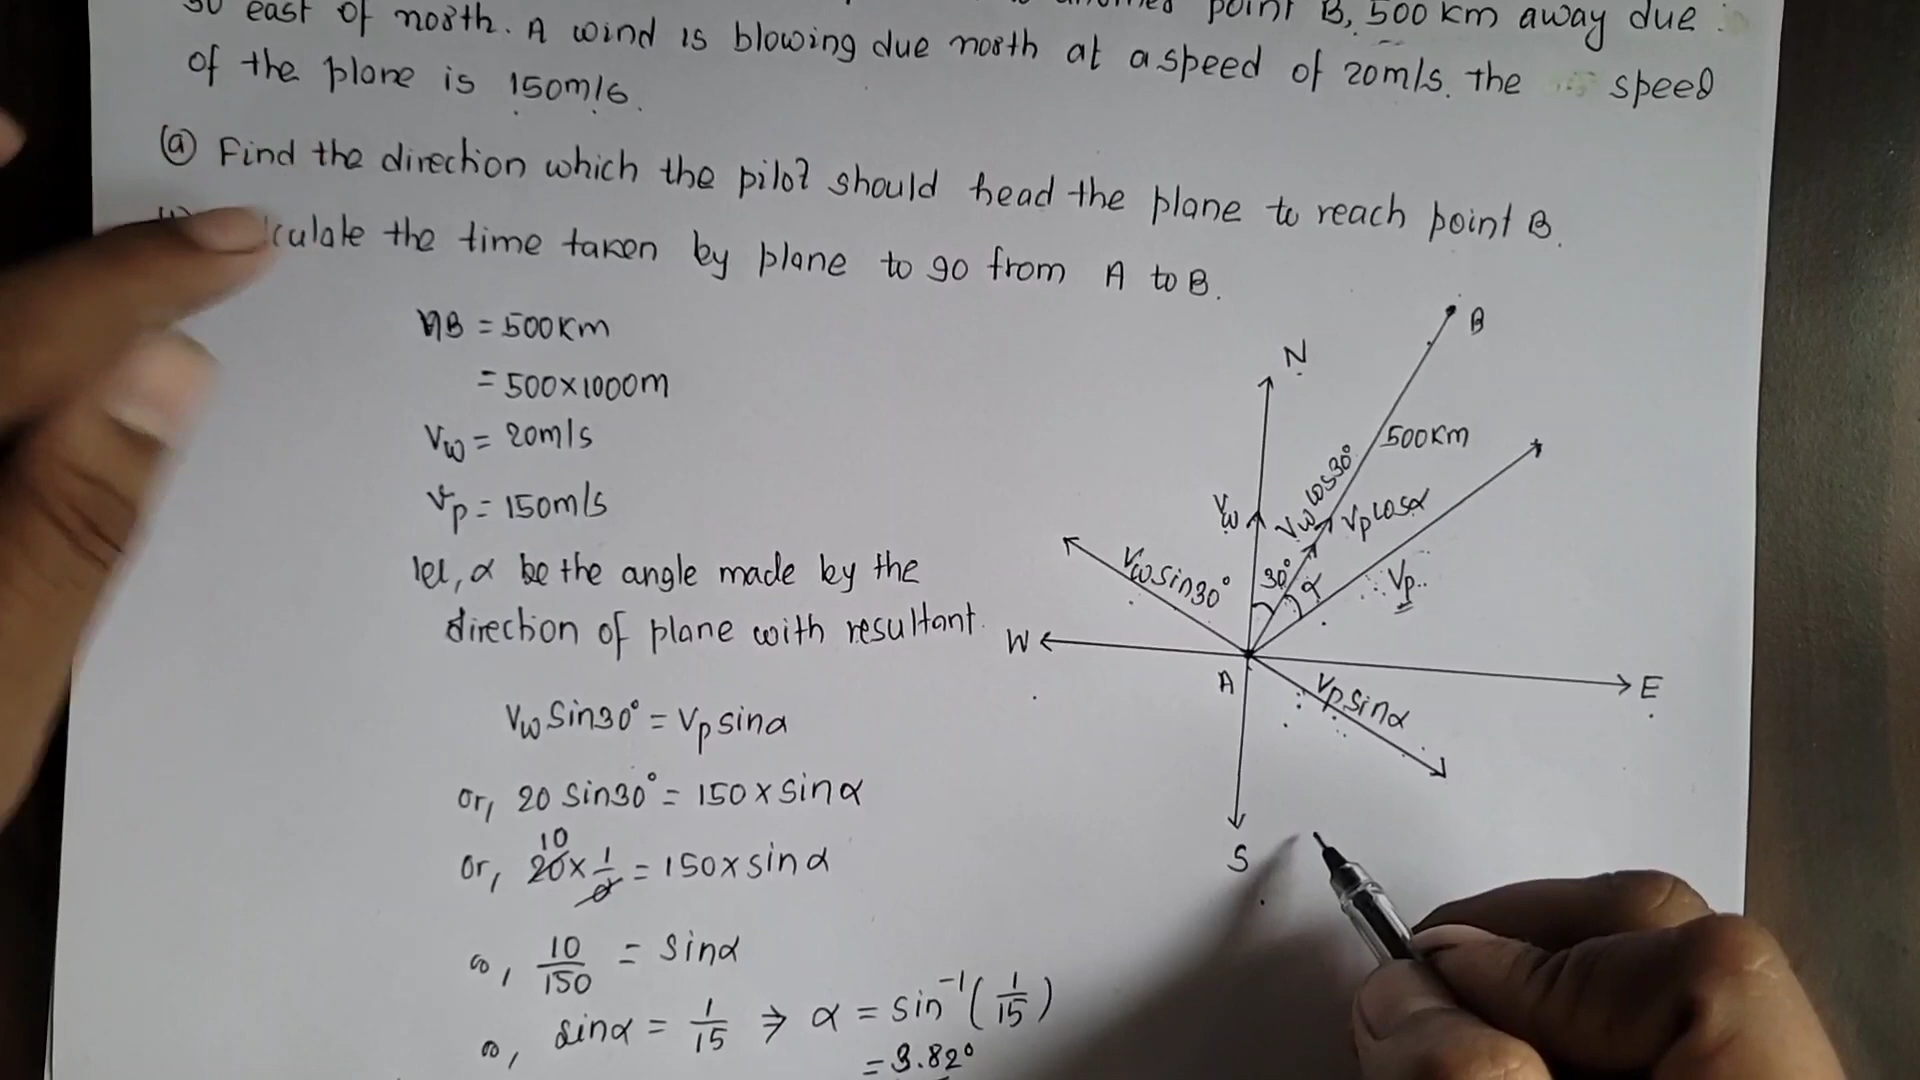 east of north. A wind is blowing due north at a speed of 20m/s. the speed
point B, 500 km away due
of the plane is 150m/s.
(a) Find the direction which the pilot should head the plane to reach point B.
culate the time taken by plane to go from A to B.
AB = 500km
= 500x1000m
Vw = 20m/s
Vp = 150m/s
let, α be the angle made by the
direction of plane with resultant.
Vw Sin30° = Vp sinα
or, 20 Sin30° = 150 x sinα
10
or, 20 x 1/2 = 150 x sinα
or, 10/150 = sinα
or, sinα = 1/15 ⇒ α = sin⁻¹(1/15)
= 3.82°
B
N
500km
Vw cos30°
Vw
Vp cosα
Vw sin30°
30°
α
Vp
W
A
E
Vp sinα
S